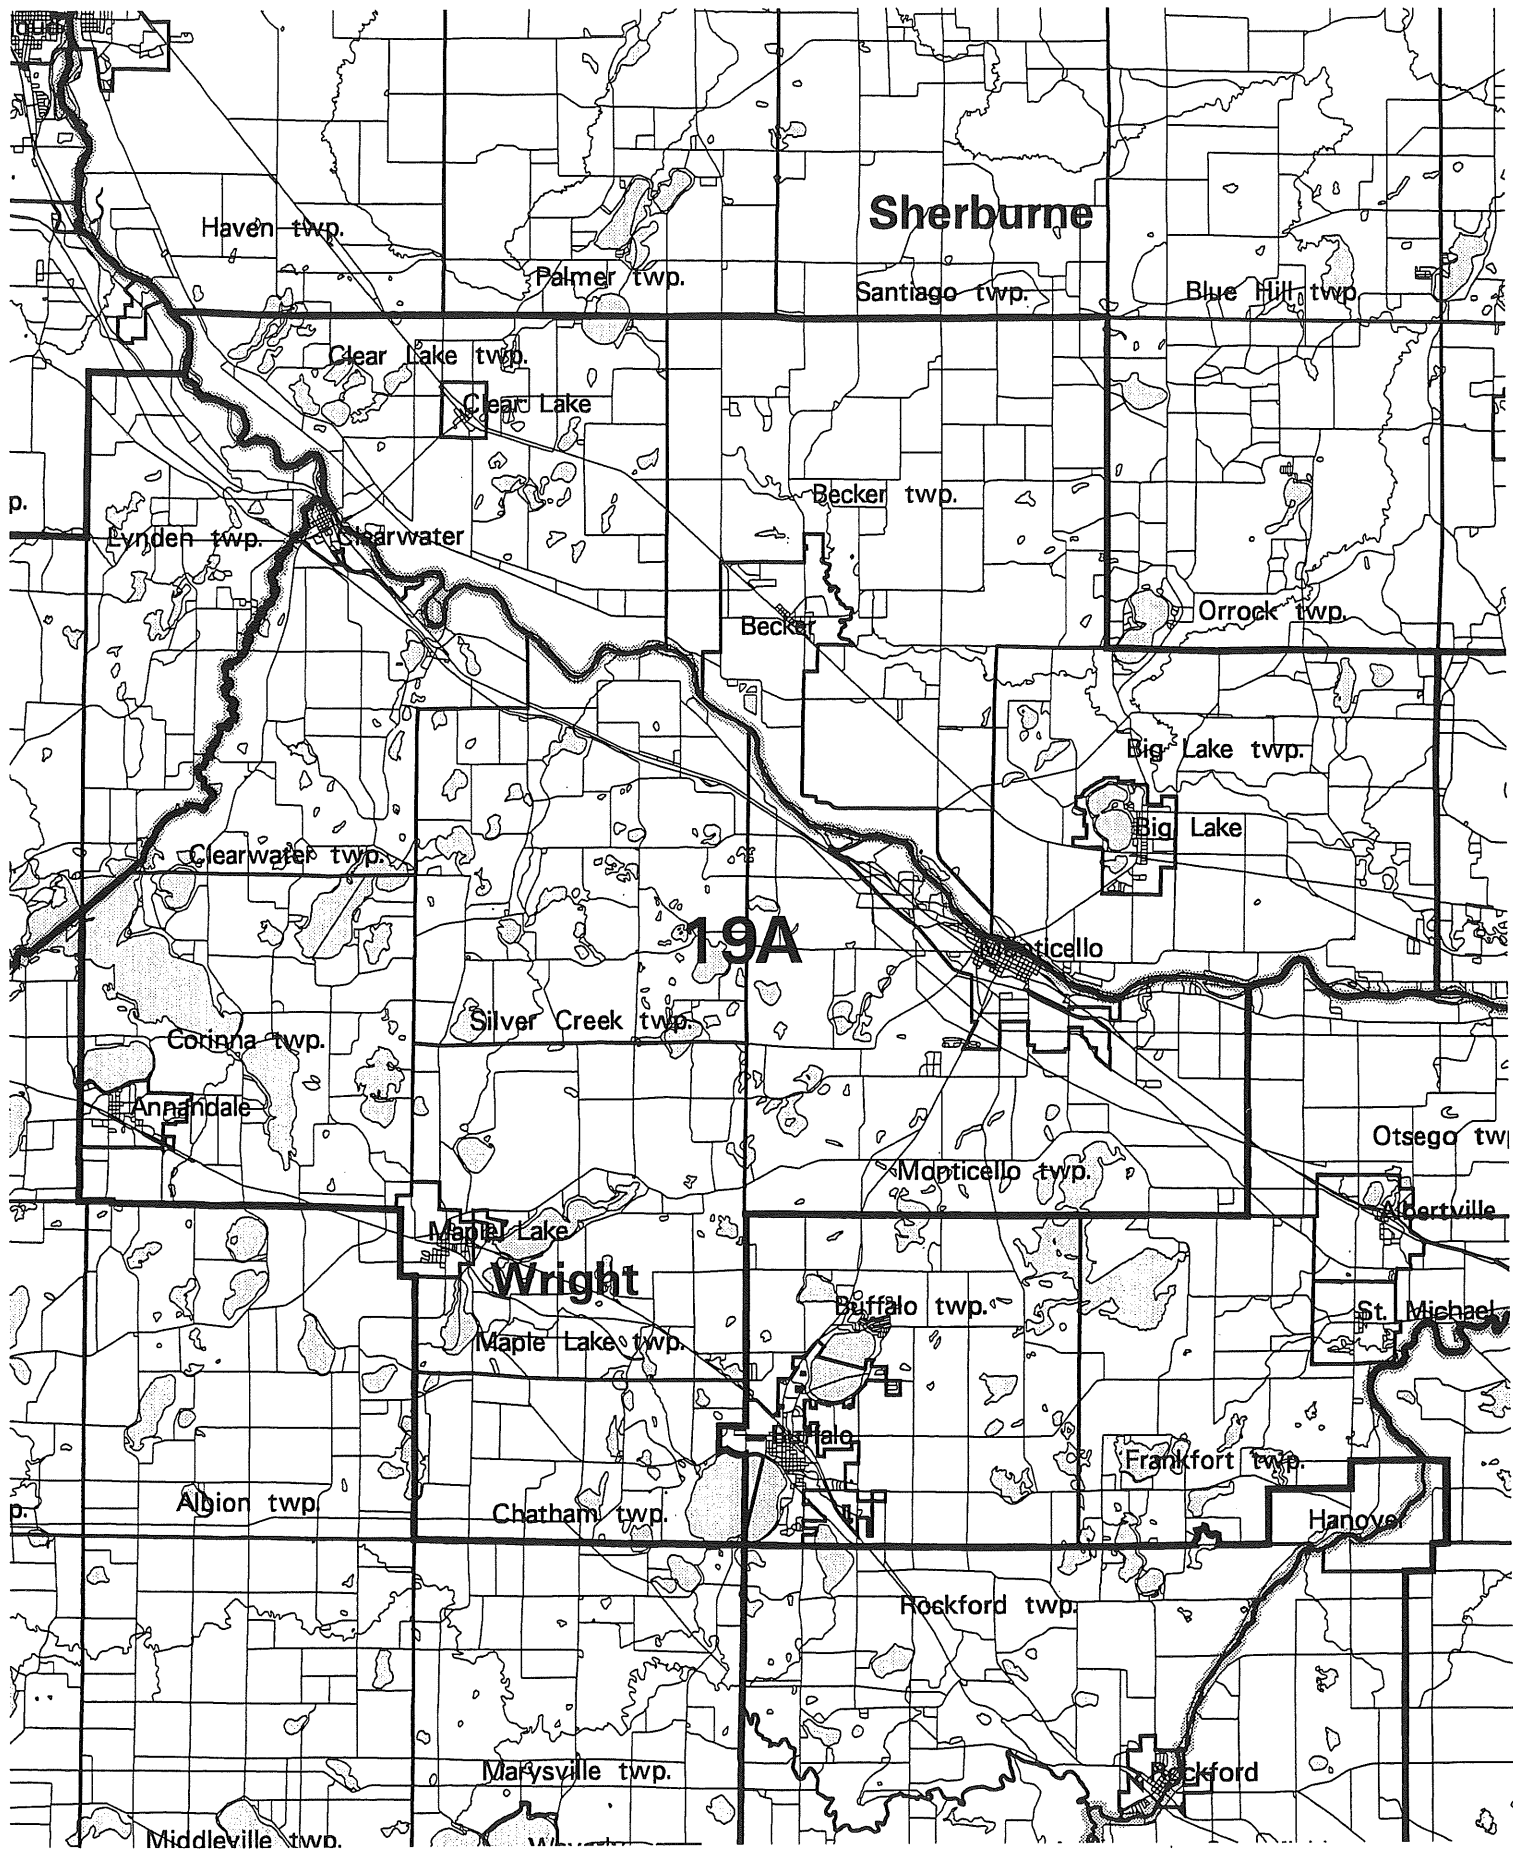 Sherburne
Haven twp.
Palmer twp.
Santiago twp.
Blue Hill twp.
Clear Lake twp.
Clear Lake
p.
Becker twp.
Lynden twp.
Clearwater
Orrock twp.
Becker
Big Lake twp.
Big Lake
Clearwater twp.
19A
Monticello
Silver Creek twp.
Corinna twp.
Annandale
Otsego tw
Monticello twp.
Albertville
Maple Lake
Wright
Buffalo twp.
St. Michael
Maple Lake twp.
Buffalo
Frankfort twp.
p.
Albion twp.
Chatham twp.
Hanover
Rockford twp.
Marysville twp.
Rockford
Middleville twp.